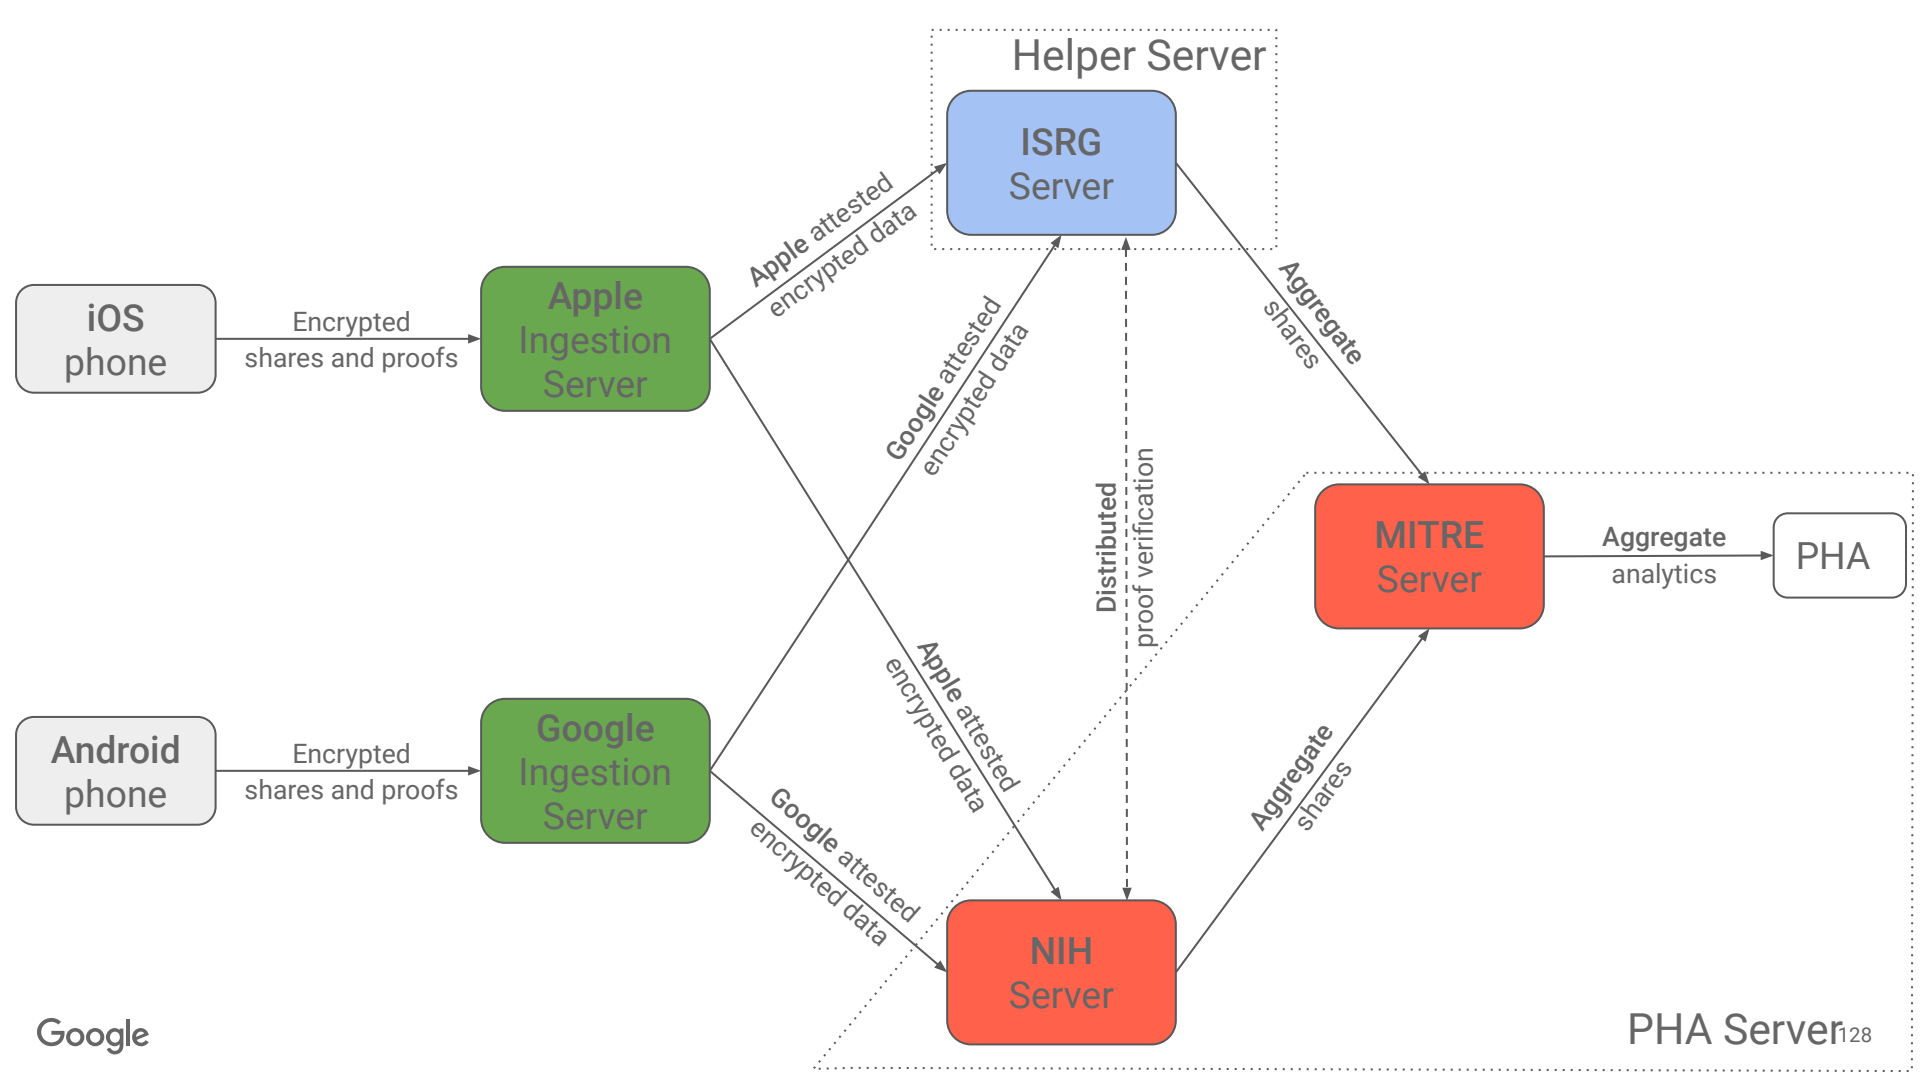 Helper Server
ISRG
Server
Apple attested
encrypted data
iOS
phone
Encrypted
shares and proofs
Apple
Ingestion
Server
Google attested
encrypted data
Aggregate
shares
Distributed
proof verification
MITRE
Server
Aggregate
analytics
PHA
Android
phone
Encrypted
shares and proofs
Google
Ingestion
Server
Apple attested
encrypted data
Google attested
encrypted data
Aggregate
shares
NIH
Server
Google
PHA Server
128